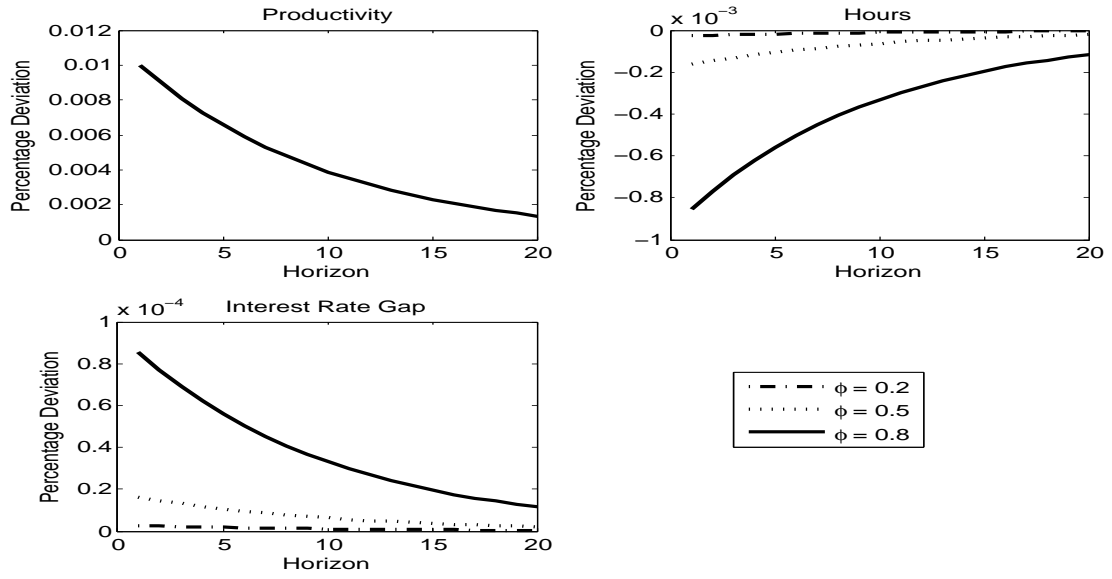 Productivity
0.012
0.01
0.008
0.006
0.004
0.002
0
Percentage Deviation
0 5 10 15 20
Horizon
x 10⁻³
Hours
0
−0.2
−0.4
−0.6
−0.8
−1
Percentage Deviation
0 5 10 15 20
Horizon
x 10⁻⁴
Interest Rate Gap
1
0.8
0.6
0.4
0.2
0
Percentage Deviation
0 5 10 15 20
Horizon
ϕ = 0.2
ϕ = 0.5
ϕ = 0.8